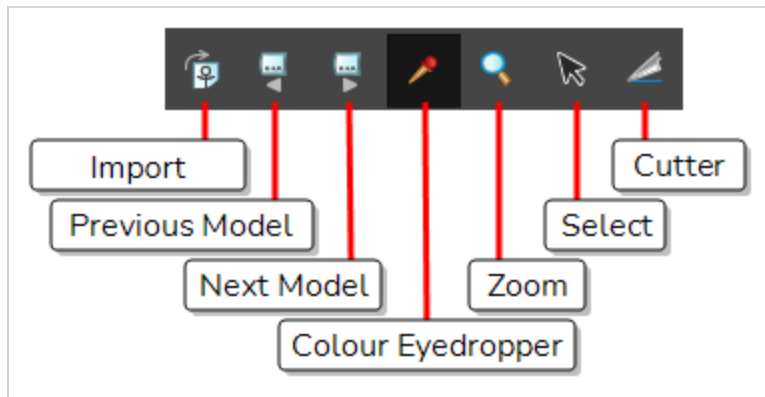 Import
Cutter
Previous Model
Select
Next Model
Zoom
Colour Eyedropper